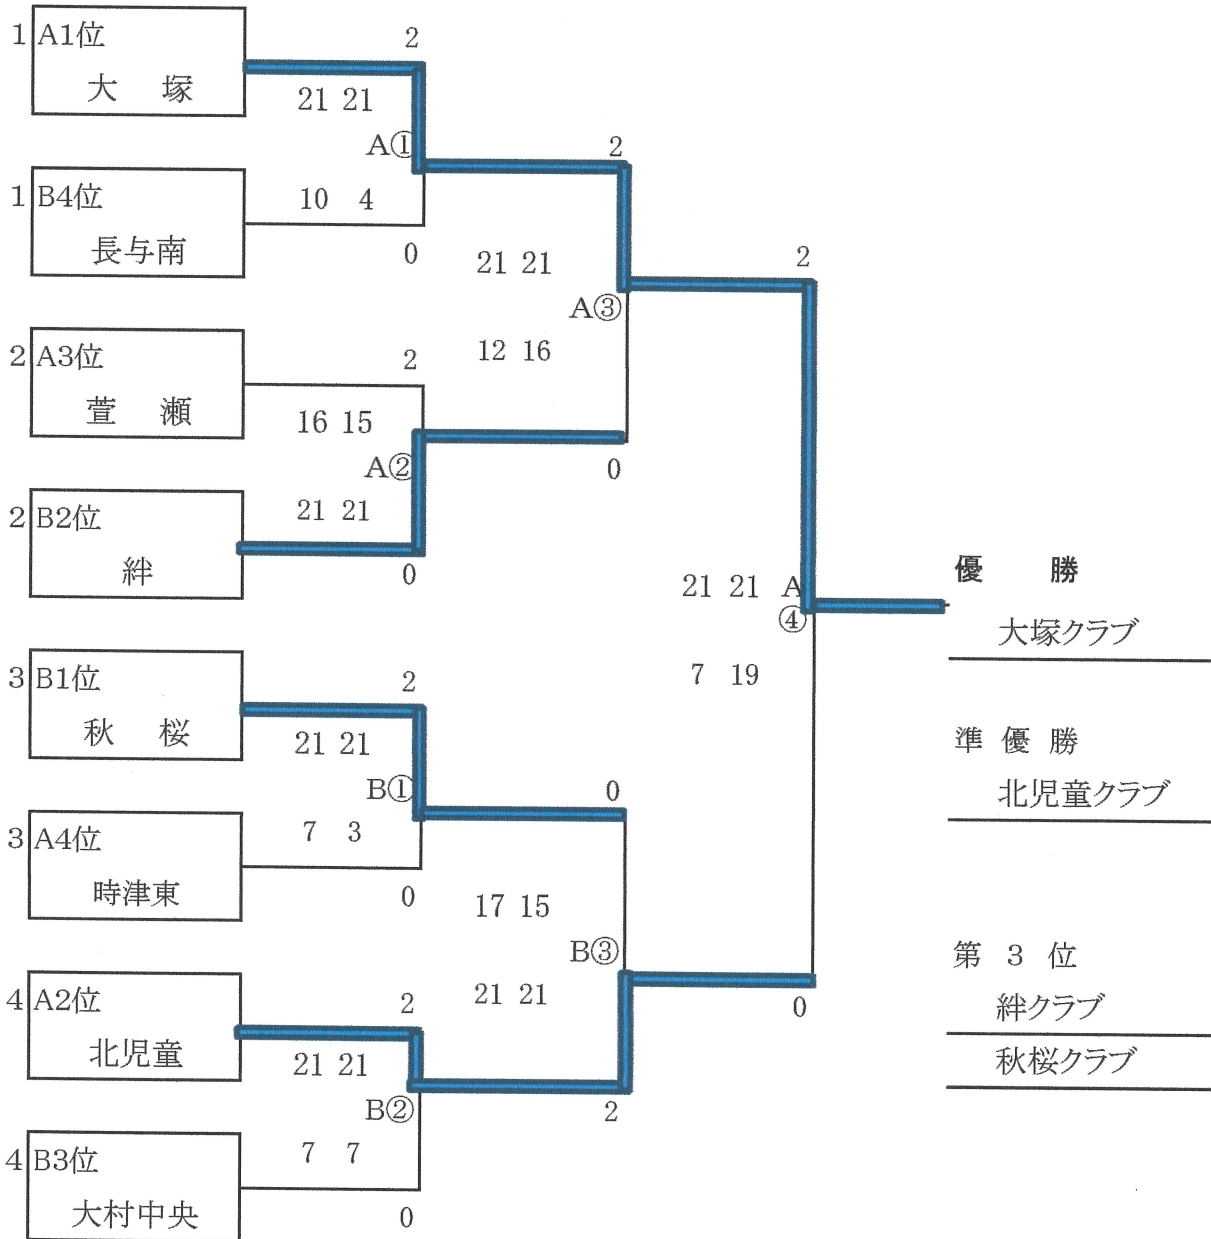 1 A1位
大 塚
2
21 21
A①
1 B4位
長与南
10 4
0
2
21 21
A③
12 16
0
2 A3位
萱 瀬
2
16 15
A②
2 B2位
絆
21 21
0
2
21 21 A
④
7 19
0
3 B1位
秋 桜
2
21 21
B①
3 A4位
時津東
7 3
0
0
17 15
B③
21 21
2
4 A2位
北児童
2
21 21
B②
4 B3位
大村中央
7 7
0
優 勝
大塚クラブ
準 優 勝
北児童クラブ
第 3 位
絆クラブ
秋桜クラブ